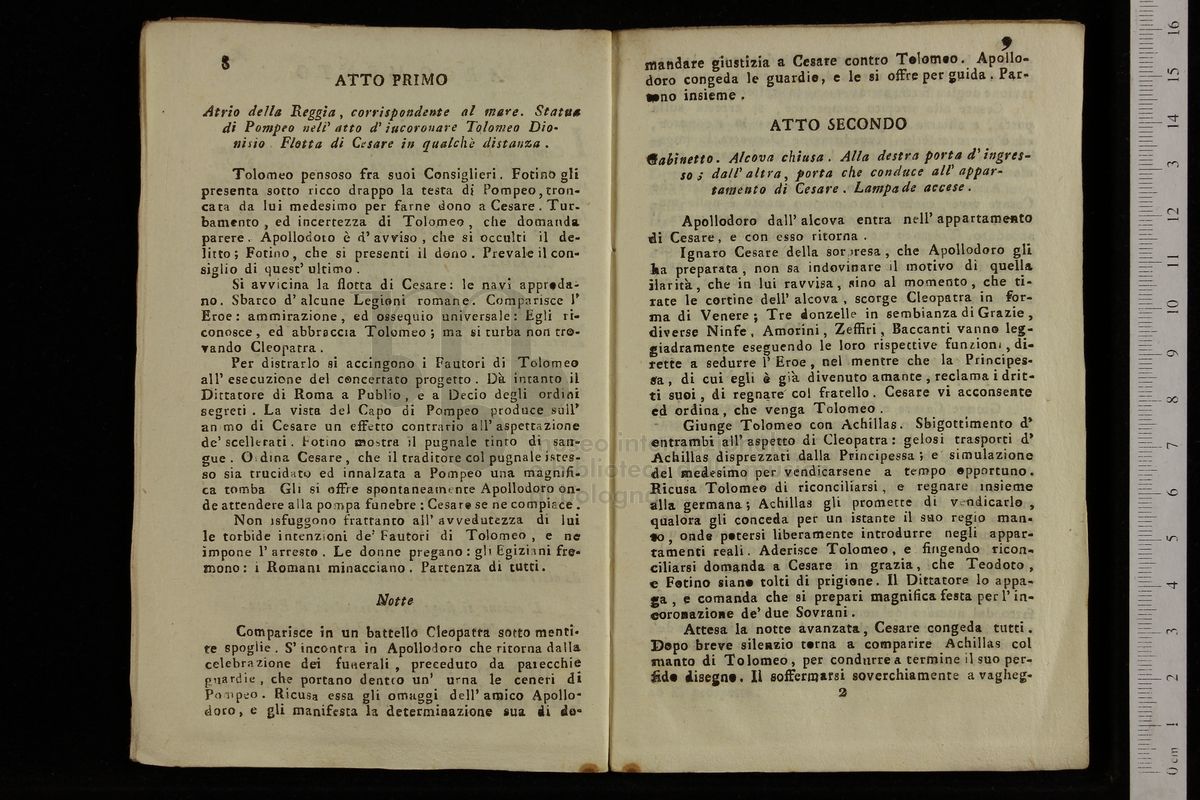 8
ATTO PRIMO
Atrio della Reggia, corrispondente al mare. Statua
di Pompeo nell' atto d' incoronare Tolomeo Dio-
nisio. Flotta di Cesare in qualchè distanza.
Tolomeo pensoso fra suoi Consiglieri. Fotino gli
presenta sotto ricco drappo la testa di Pompeo, tron-
cata da lui medesimo per farne dono a Cesare. Tur-
bamento, ed incertezza di Tolomeo, che domanda
parere. Apollodoro è d' avviso, che si occulti il de-
litto; Fotino, che si presenti il dono. Prevale il con-
siglio di quest' ultimo.
Si avvicina la flotta di Cesare: le navi approda-
no. Sbarco d' alcune Legioni romane. Comparisce l'
Eroe: ammirazione, ed ossequio universale: Egli ri-
conosce, ed abbraccia Tolomeo; ma si turba non tro-
vando Cleopatra.
Per distrarlo si accingono i Fautori di Tolomeo
all' esecuzione del concertato progetto. Dà intanto il
Dittatore di Roma a Publio, e a Decio degli ordini
segreti. La vista del Capo di Pompeo produce sull'
an mo di Cesare un effetto contrario all' aspettazione
de' scellerati. Fotino mostra il pugnale tinto di san-
gue. O dina Cesare, che il traditore col pugnale istes-
so sia trucidato ed innalzata a Pompeo una magnifi-
ca tomba Gli si offre spontaneamente Apollodoro on-
de attendere alla pompa funebre: Cesare se ne compiace.
Non isfuggono frattanto all' avvedutezza di lui
le torbide intenzioni de' Fautori di Tolomeo, e ne
impone l' arresto. Le donne pregano: gli Egiziani fre-
mono: i Romani minacciano. Partenza di tutti.
Notte
Comparisce in un battello Cleopatra sotto menti-
te spoglie. S' incontra in Apollodoro che ritorna dalla
celebrazione dei funerali, preceduto da parecchie
guardie, che portano dentro un' urna le ceneri di
Pompeo. Ricusa essa gli omaggi dell' amico Apollo-
doro, e gli manifesta la determinazione sua di do-
9
mandare giustizia a Cesare contro Tolomeo. Apollo-
doro congeda le guardie, e le si offre per guida. Par-
tono insieme.
ATTO SECONDO
Gabinetto. Alcova chiusa. Alla destra porta d' ingres-
so; dall' altra, porta che conduce all' appar-
tamento di Cesare. Lampade accese.
Apollodoro dall' alcova entra nell' appartamento
di Cesare, e con esso ritorna.
Ignaro Cesare della sorpresa, che Apollodoro gli
ha preparata, non sa indovinare il motivo di quella
ilarità, che in lui ravvisa, sino al momento, che ti-
rate le cortine dell' alcova, scorge Cleopatra in for-
ma di Venere; Tre donzelle in sembianza di Grazie,
diverse Ninfe, Amorini, Zeffiri, Baccanti vanno leg-
giadramente eseguendo le loro rispettive funzioni, di-
rette a sedurre l' Eroe, nel mentre che la Principes-
sa, di cui egli è già divenuto amante, reclama i drit-
ti suoi, di regnare col fratello. Cesare vi acconsente
ed ordina, che venga Tolomeo.
Giunge Tolomeo con Achillas. Sbigottimento d'
entrambi all' aspetto di Cleopatra: gelosi trasporti d'
Achillas disprezzati dalla Principessa; e simulazione
del medesimo per vendicarsene a tempo opportuno.
Ricusa Tolomeo di riconciliarsi, e regnare insieme
alla germana; Achillas gli promette di vendicarlo,
qualora gli conceda per un istante il suo regio man-
to, onde potersi liberamente introdurre negli appar-
tamenti reali. Aderisce Tolomeo, e fingendo ricon-
ciliarsi domanda a Cesare in grazia, che Teodoto,
e Fotino siano tolti di prigione. Il Dittatore lo appa-
ga, e comanda che si prepari magnifica festa per l' in-
coronazione de' due Sovrani.
Attesa la notte avanzata, Cesare congeda tutti.
Dopo breve silenzio torna a comparire Achillas col
manto di Tolomeo, per condurre a termine il suo per-
fido disegno. Il soffermarsi soverchiamente a vagheg-
2
0 cm 1 2 3 4 5 6 7 8 9 10 11 12 13 14 15 16